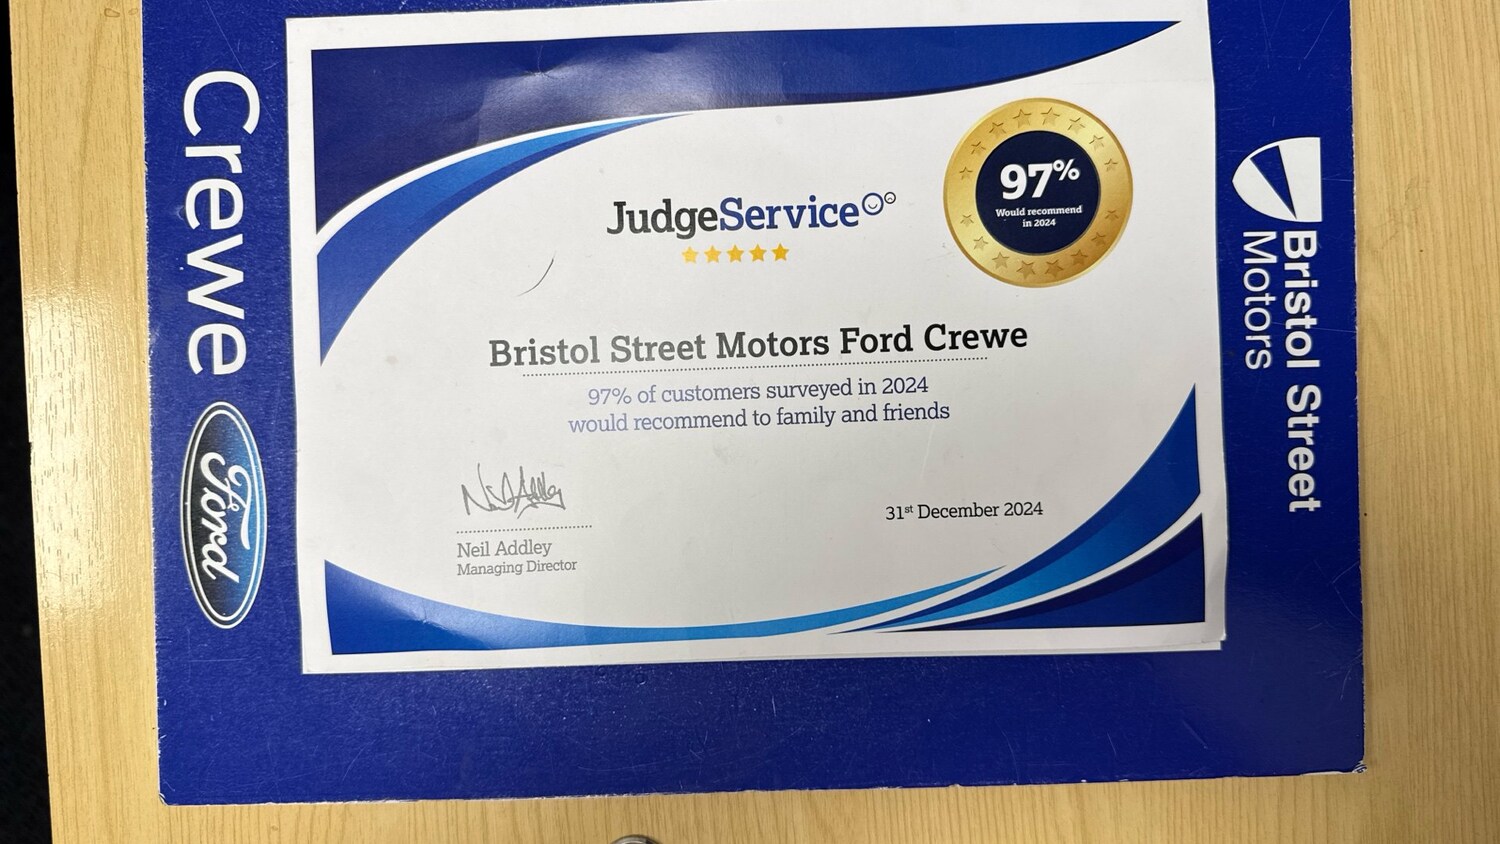 Crewe
Ford
JudgeService
97%
Would recommend
in 2024
Bristol Street Motors Ford Crewe
97% of customers surveyed in 2024
would recommend to family and friends
Neil Addley
Managing Director
31st December 2024
Bristol Street
Motors